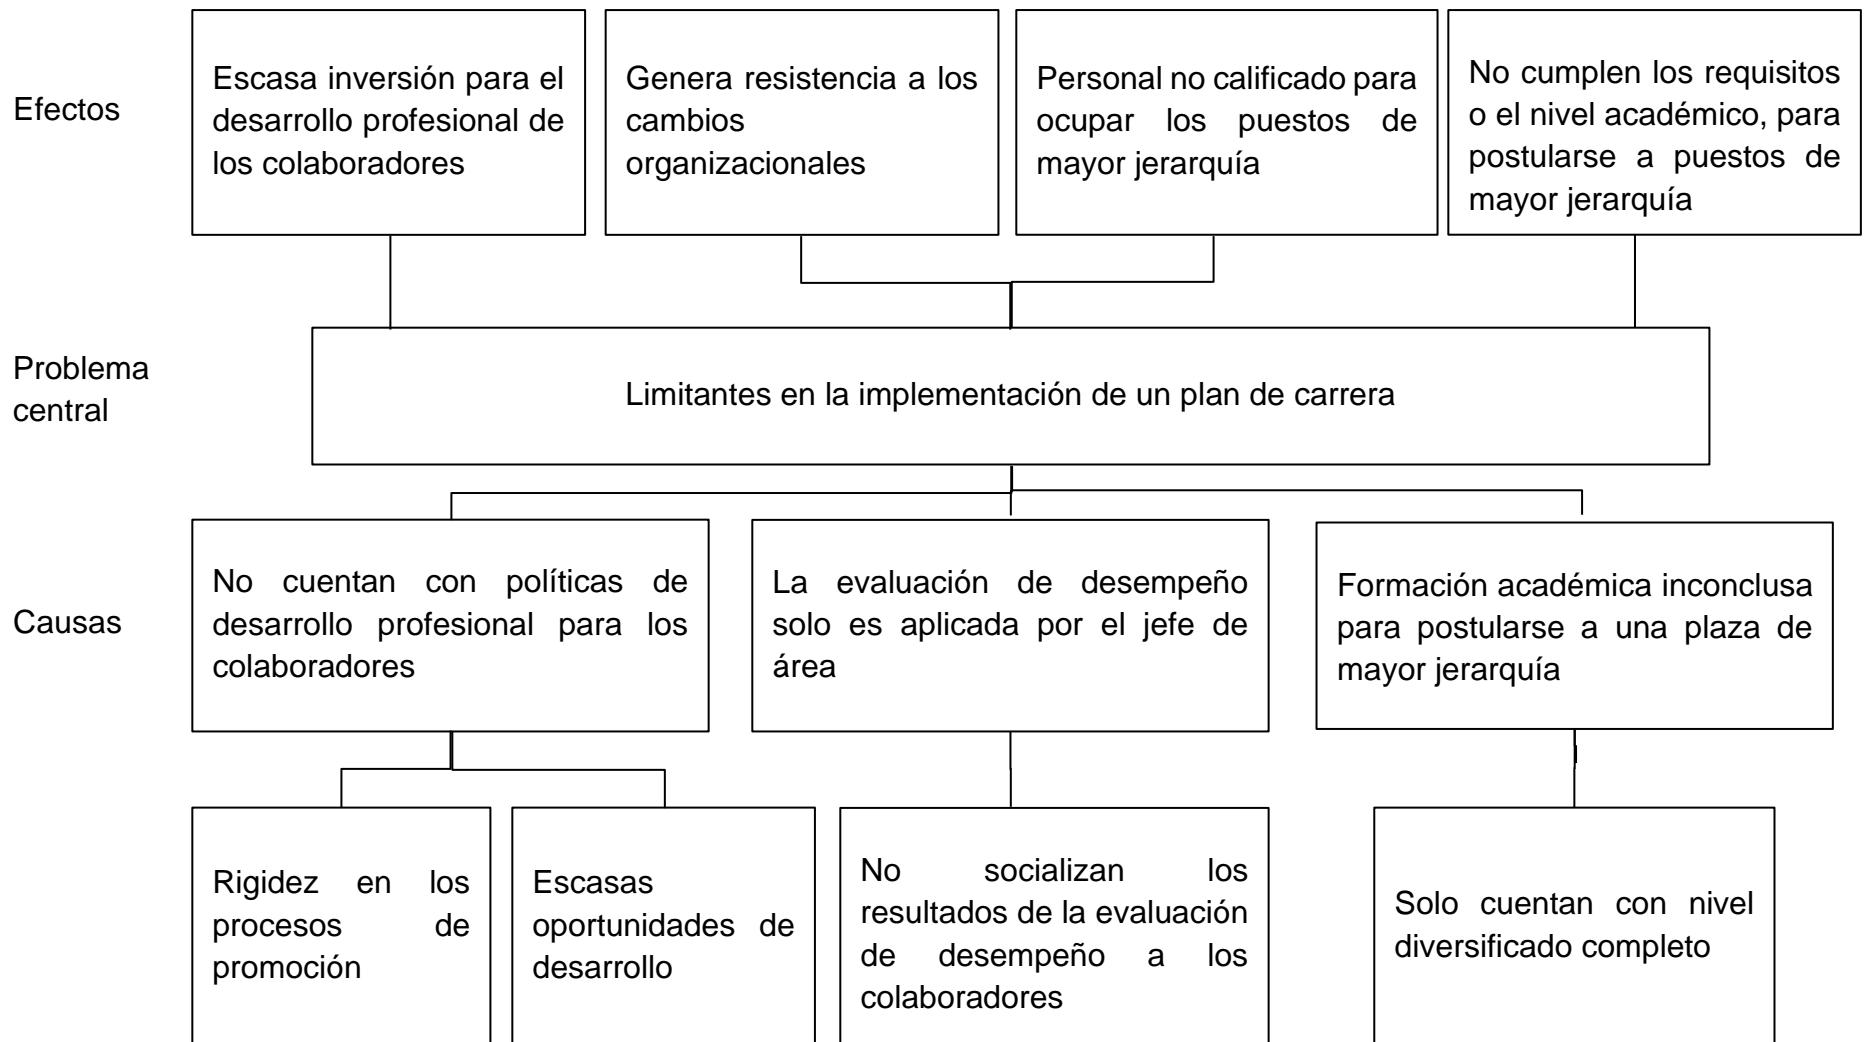 Efectos
Escasa inversión para el
desarrollo profesional de
los colaboradores
Genera resistencia a los
cambios
organizacionales
Personal no calificado para
ocupar los puestos de
mayor jerarquía
No cumplen los requisitos
o el nivel académico, para
postularse a puestos de
mayor jerarquía
Problema
central
Limitantes en la implementación de un plan de carrera
Causas
No cuentan con políticas de
desarrollo profesional para los
colaboradores
La evaluación de desempeño
solo es aplicada por el jefe de
área
Formación académica inconclusa
para postularse a una plaza de
mayor jerarquía
Rigidez en los
procesos de
promoción
Escasas
oportunidades de
desarrollo
No socializan los
resultados de la evaluación
de desempeño a los
colaboradores
Solo cuentan con nivel
diversificado completo